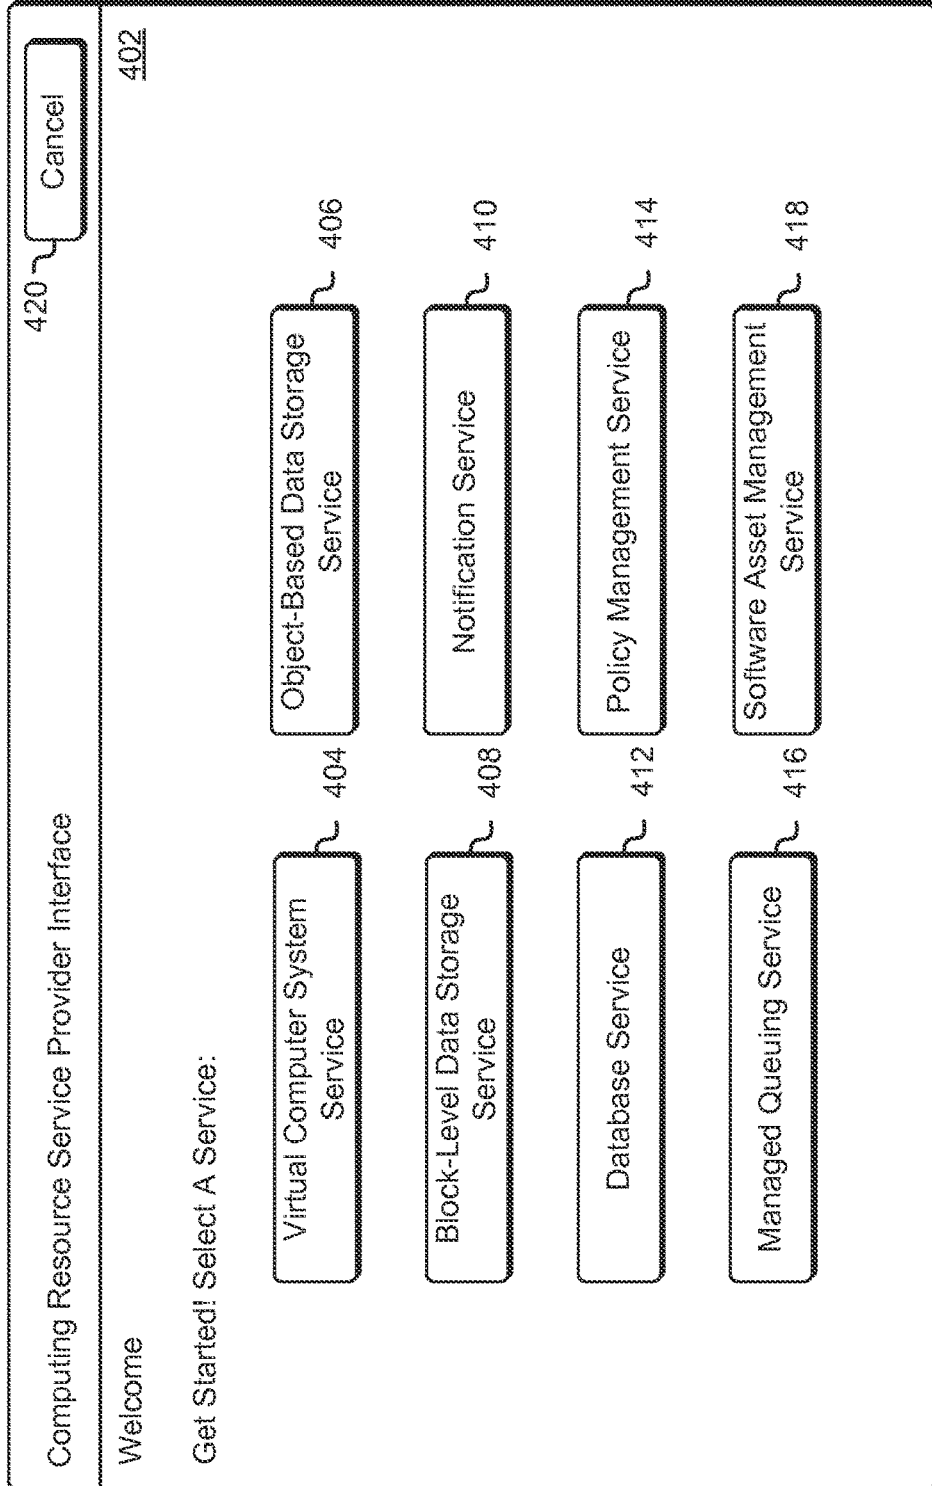 Computing Resource Service Provider Interface
420
Cancel
Welcome
402
Get Started! Select A Service:
Virtual Computer System
Service
404
Object-Based Data Storage
Service
406
Block-Level Data Storage
Service
408
Notification Service
410
Database Service
412
Policy Management Service
414
Managed Queuing Service
416
Software Asset Management
Service
418